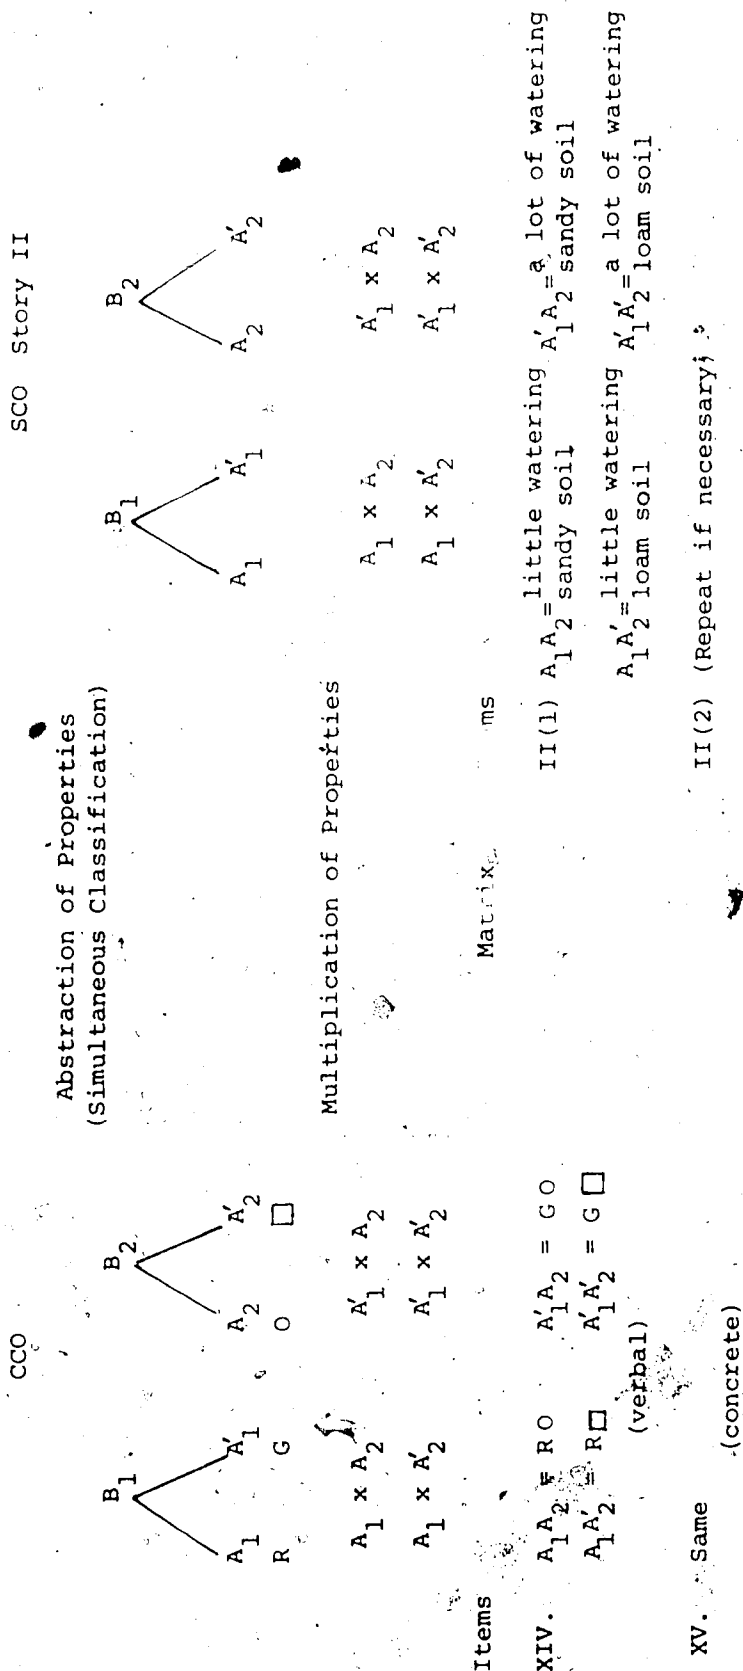 CCO SCO Story II
Abstraction of Properties
(Simultaneous Classification)
B₁ B₂ B₁ B₂
A₁ A′₁ A₂ A′₂ A₁ A′₁ A₂ A′₂
R G O □
Multiplication of Properties
A₁ x A₂ A′₁ x A₂ A₁ x A₂ A′₁ x A₂
A₁ x A′₂ A′₁ x A′₂ A₁ x A′₂ A′₁ x A′₂
Items Matrix ms
XIV. A₁A₂ = RO A′₁A₂ = GO II(1) A₁A₂ = little watering sandy soil A′₁A₂ = a lot of watering sandy soil
A₁A′₂ = R□ A′₁A′₂ = G□ A₁A′₂ = little watering loam soil A′₁A′₂ = a lot of watering loam soil
(verbal)
XV. Same II(2) (Repeat if necessary)
(concrete)